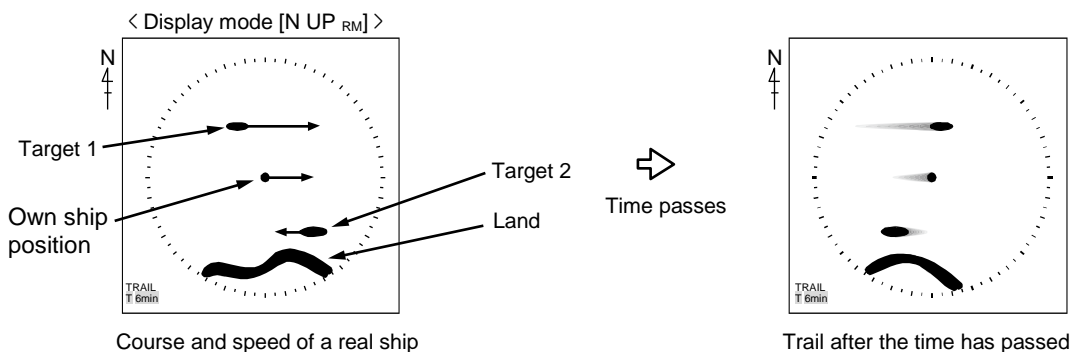 < Display mode [N UP RM] >
N
Target 1
Own ship
position
Target 2
Land
TRAIL
T 6min
Course and speed of a real ship
Time passes
N
TRAIL
T 6min
Trail after the time has passed